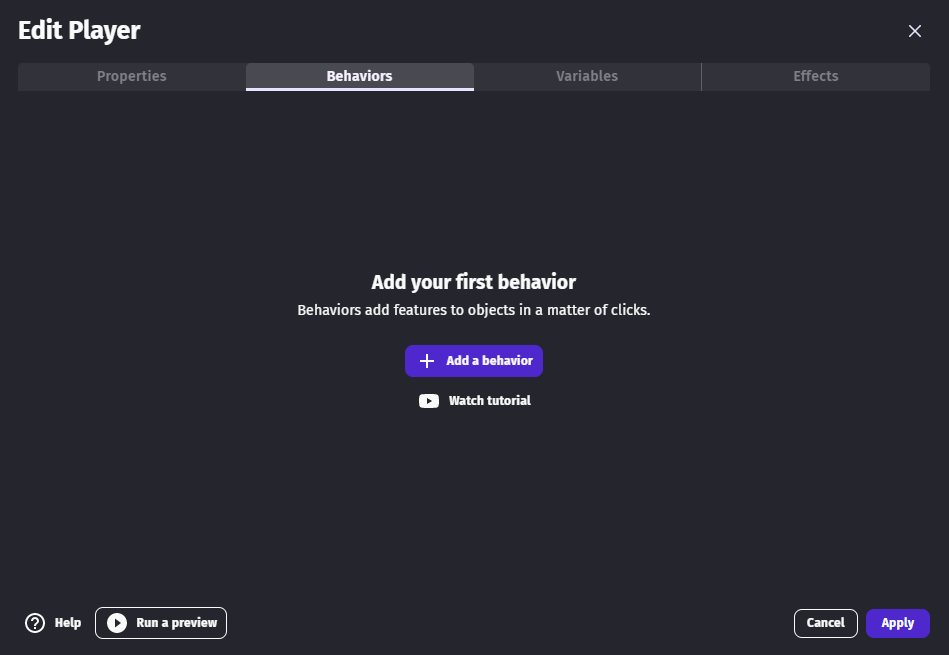 Edit Player
Properties Behaviors Variables Effects
Add your first behavior
Behaviors add features to objects in a matter of clicks.
Add a behavior
Watch tutorial
Help Run a preview Cancel Apply